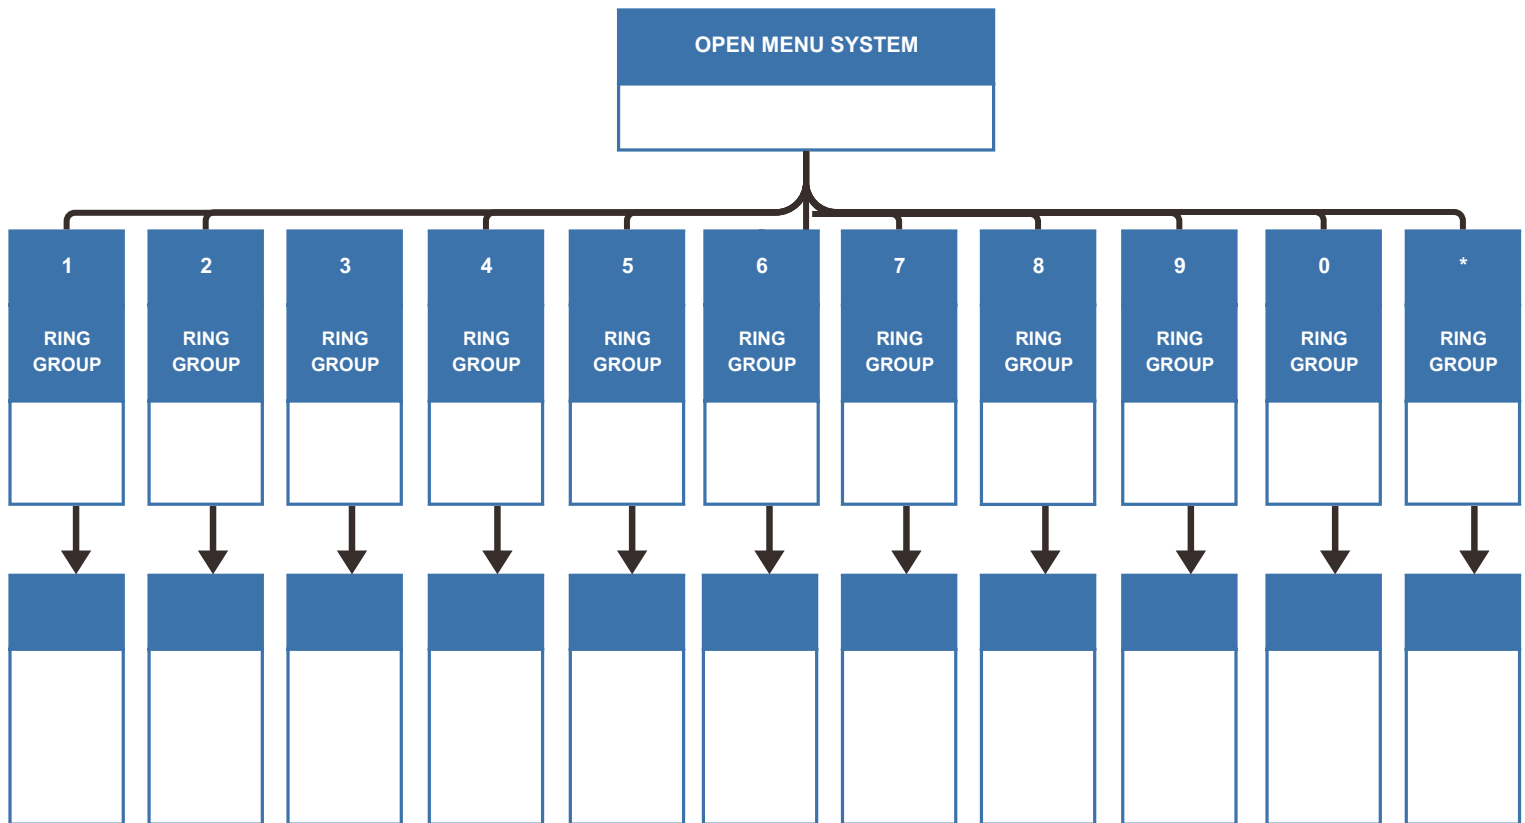 OPEN MENU SYSTEM
1 2 3 4 5 6 7 8 9 0 *
RING RING RING RING RING RING RING RING RING RING RING
GROUP GROUP GROUP GROUP GROUP GROUP GROUP GROUP GROUP GROUP GROUP